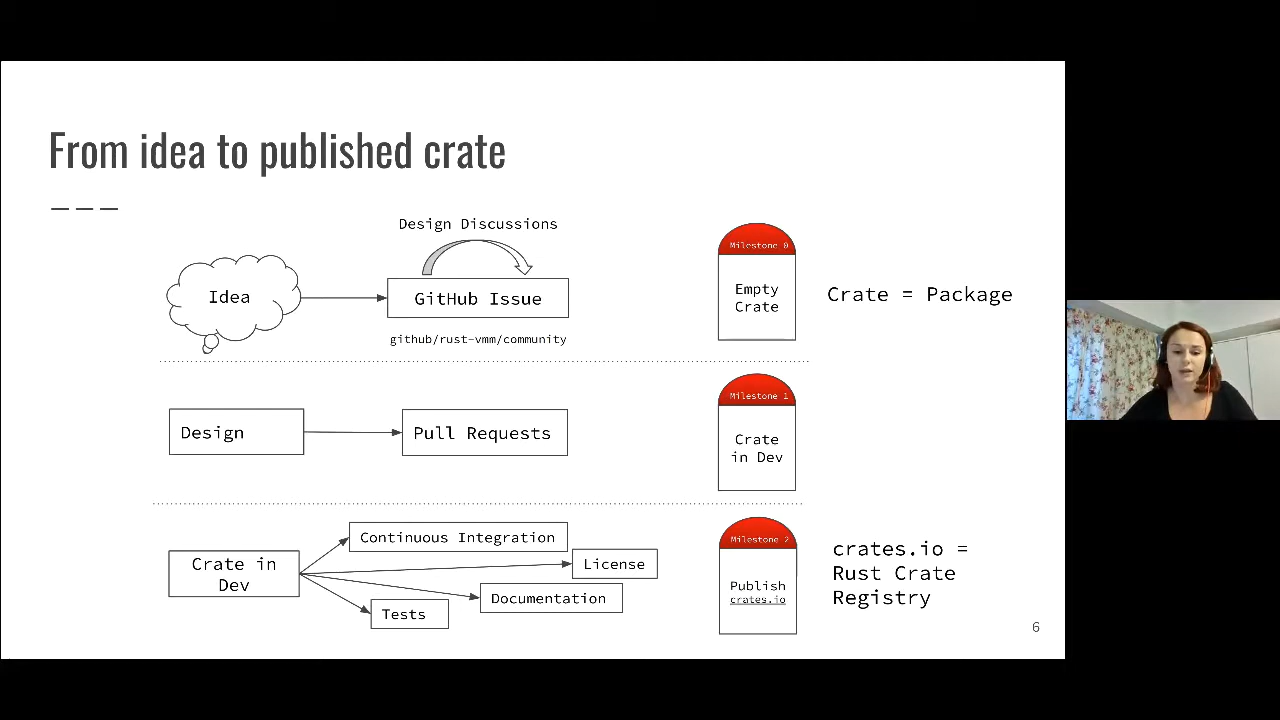 From idea to published crate
Design Discussions
Idea
GitHub Issue
github/rust-vmm/community
Milestone 0
Empty
Crate
Crate = Package
Design
Pull Requests
Milestone 1
Crate
in Dev
Crate in
Dev
Continuous Integration
License
Documentation
Tests
Milestone 2
Publish
crates.io
crates.io =
Rust Crate
Registry
6